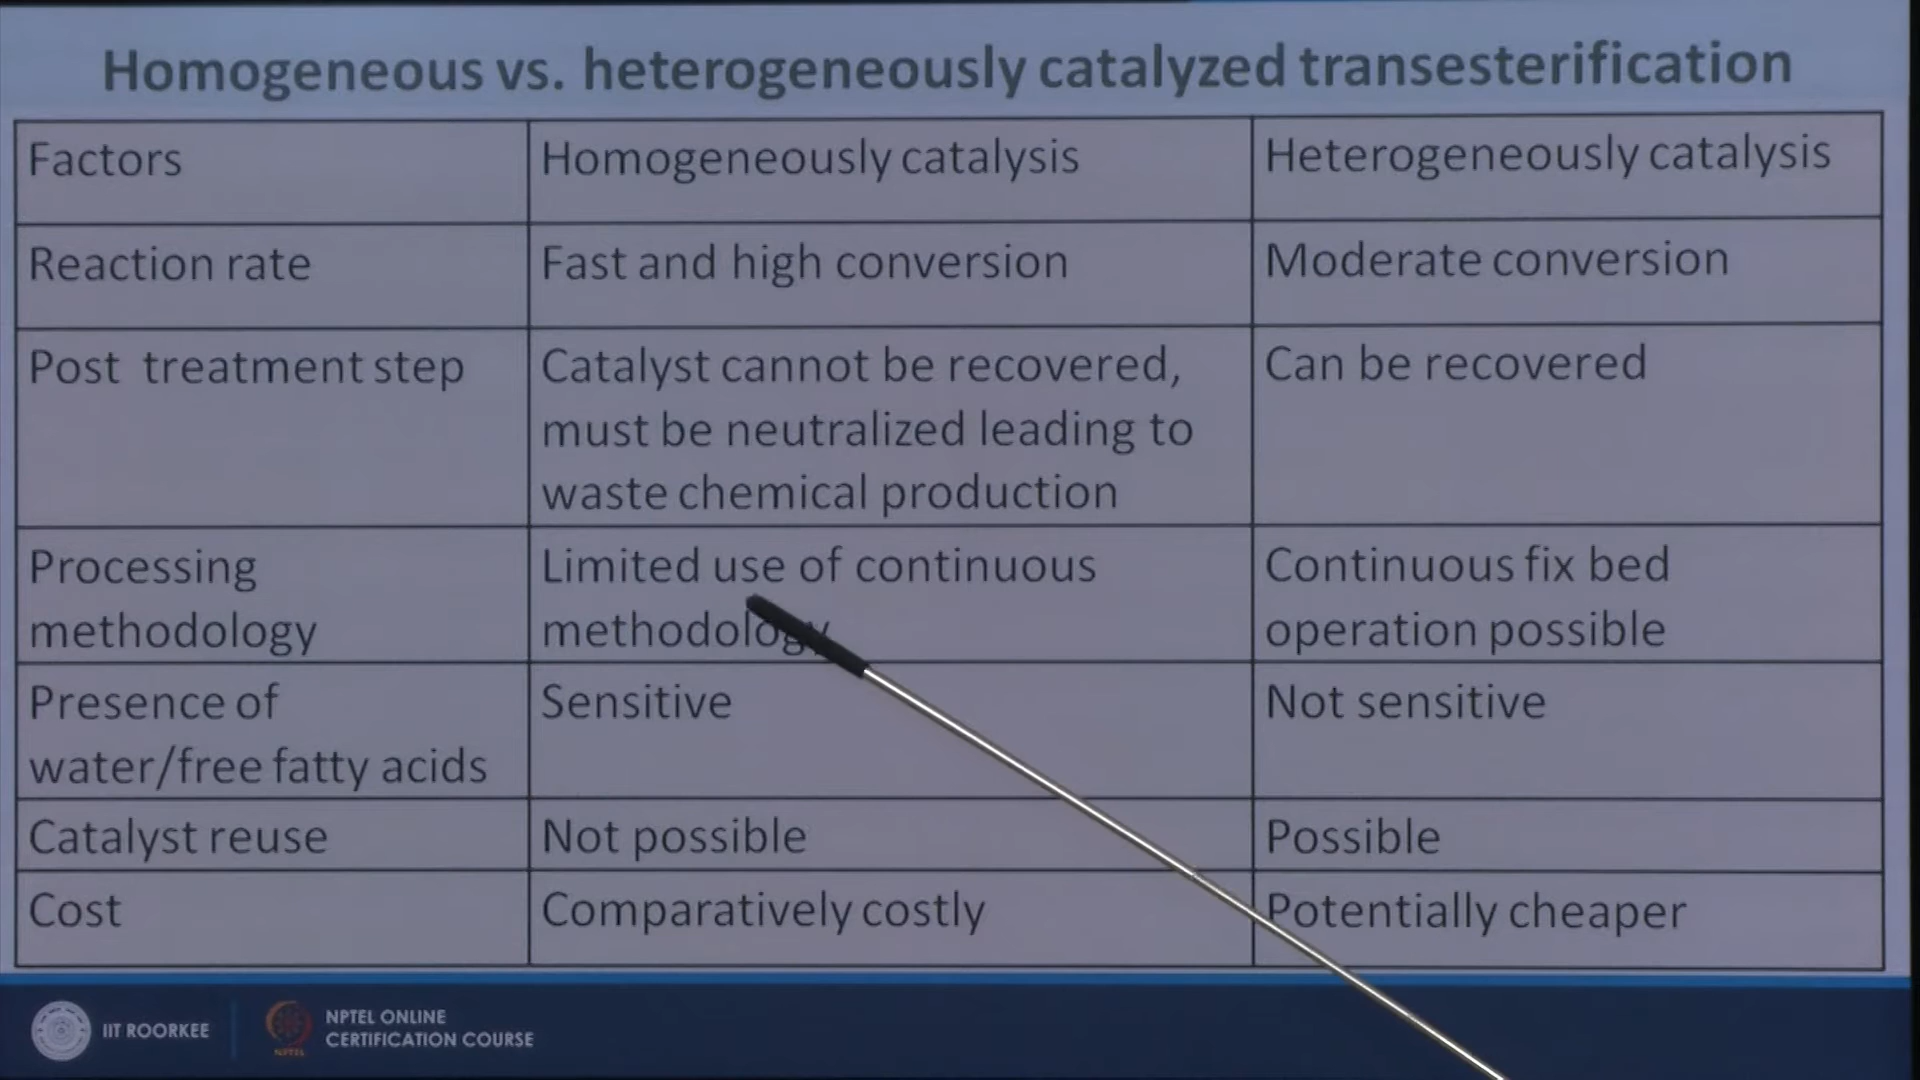 Homogeneous vs. heterogeneously catalyzed transesterification
Factors
Homogeneously catalysis
Heterogeneously catalysis
Reaction rate
Fast and high conversion
Moderate conversion
Post treatment step
Catalyst cannot be recovered,
must be neutralized leading to
waste chemical production
Can be recovered
Processing
methodology
Limited use of continuous
methodology
Continuous fix bed
operation possible
Presence of
water/free fatty acids
Sensitive
Not sensitive
Catalyst reuse
Not possible
Possible
Cost
Comparatively costly
Potentially cheaper
IIT ROORKEE
NPTEL
NPTEL ONLINE
CERTIFICATION COURSE